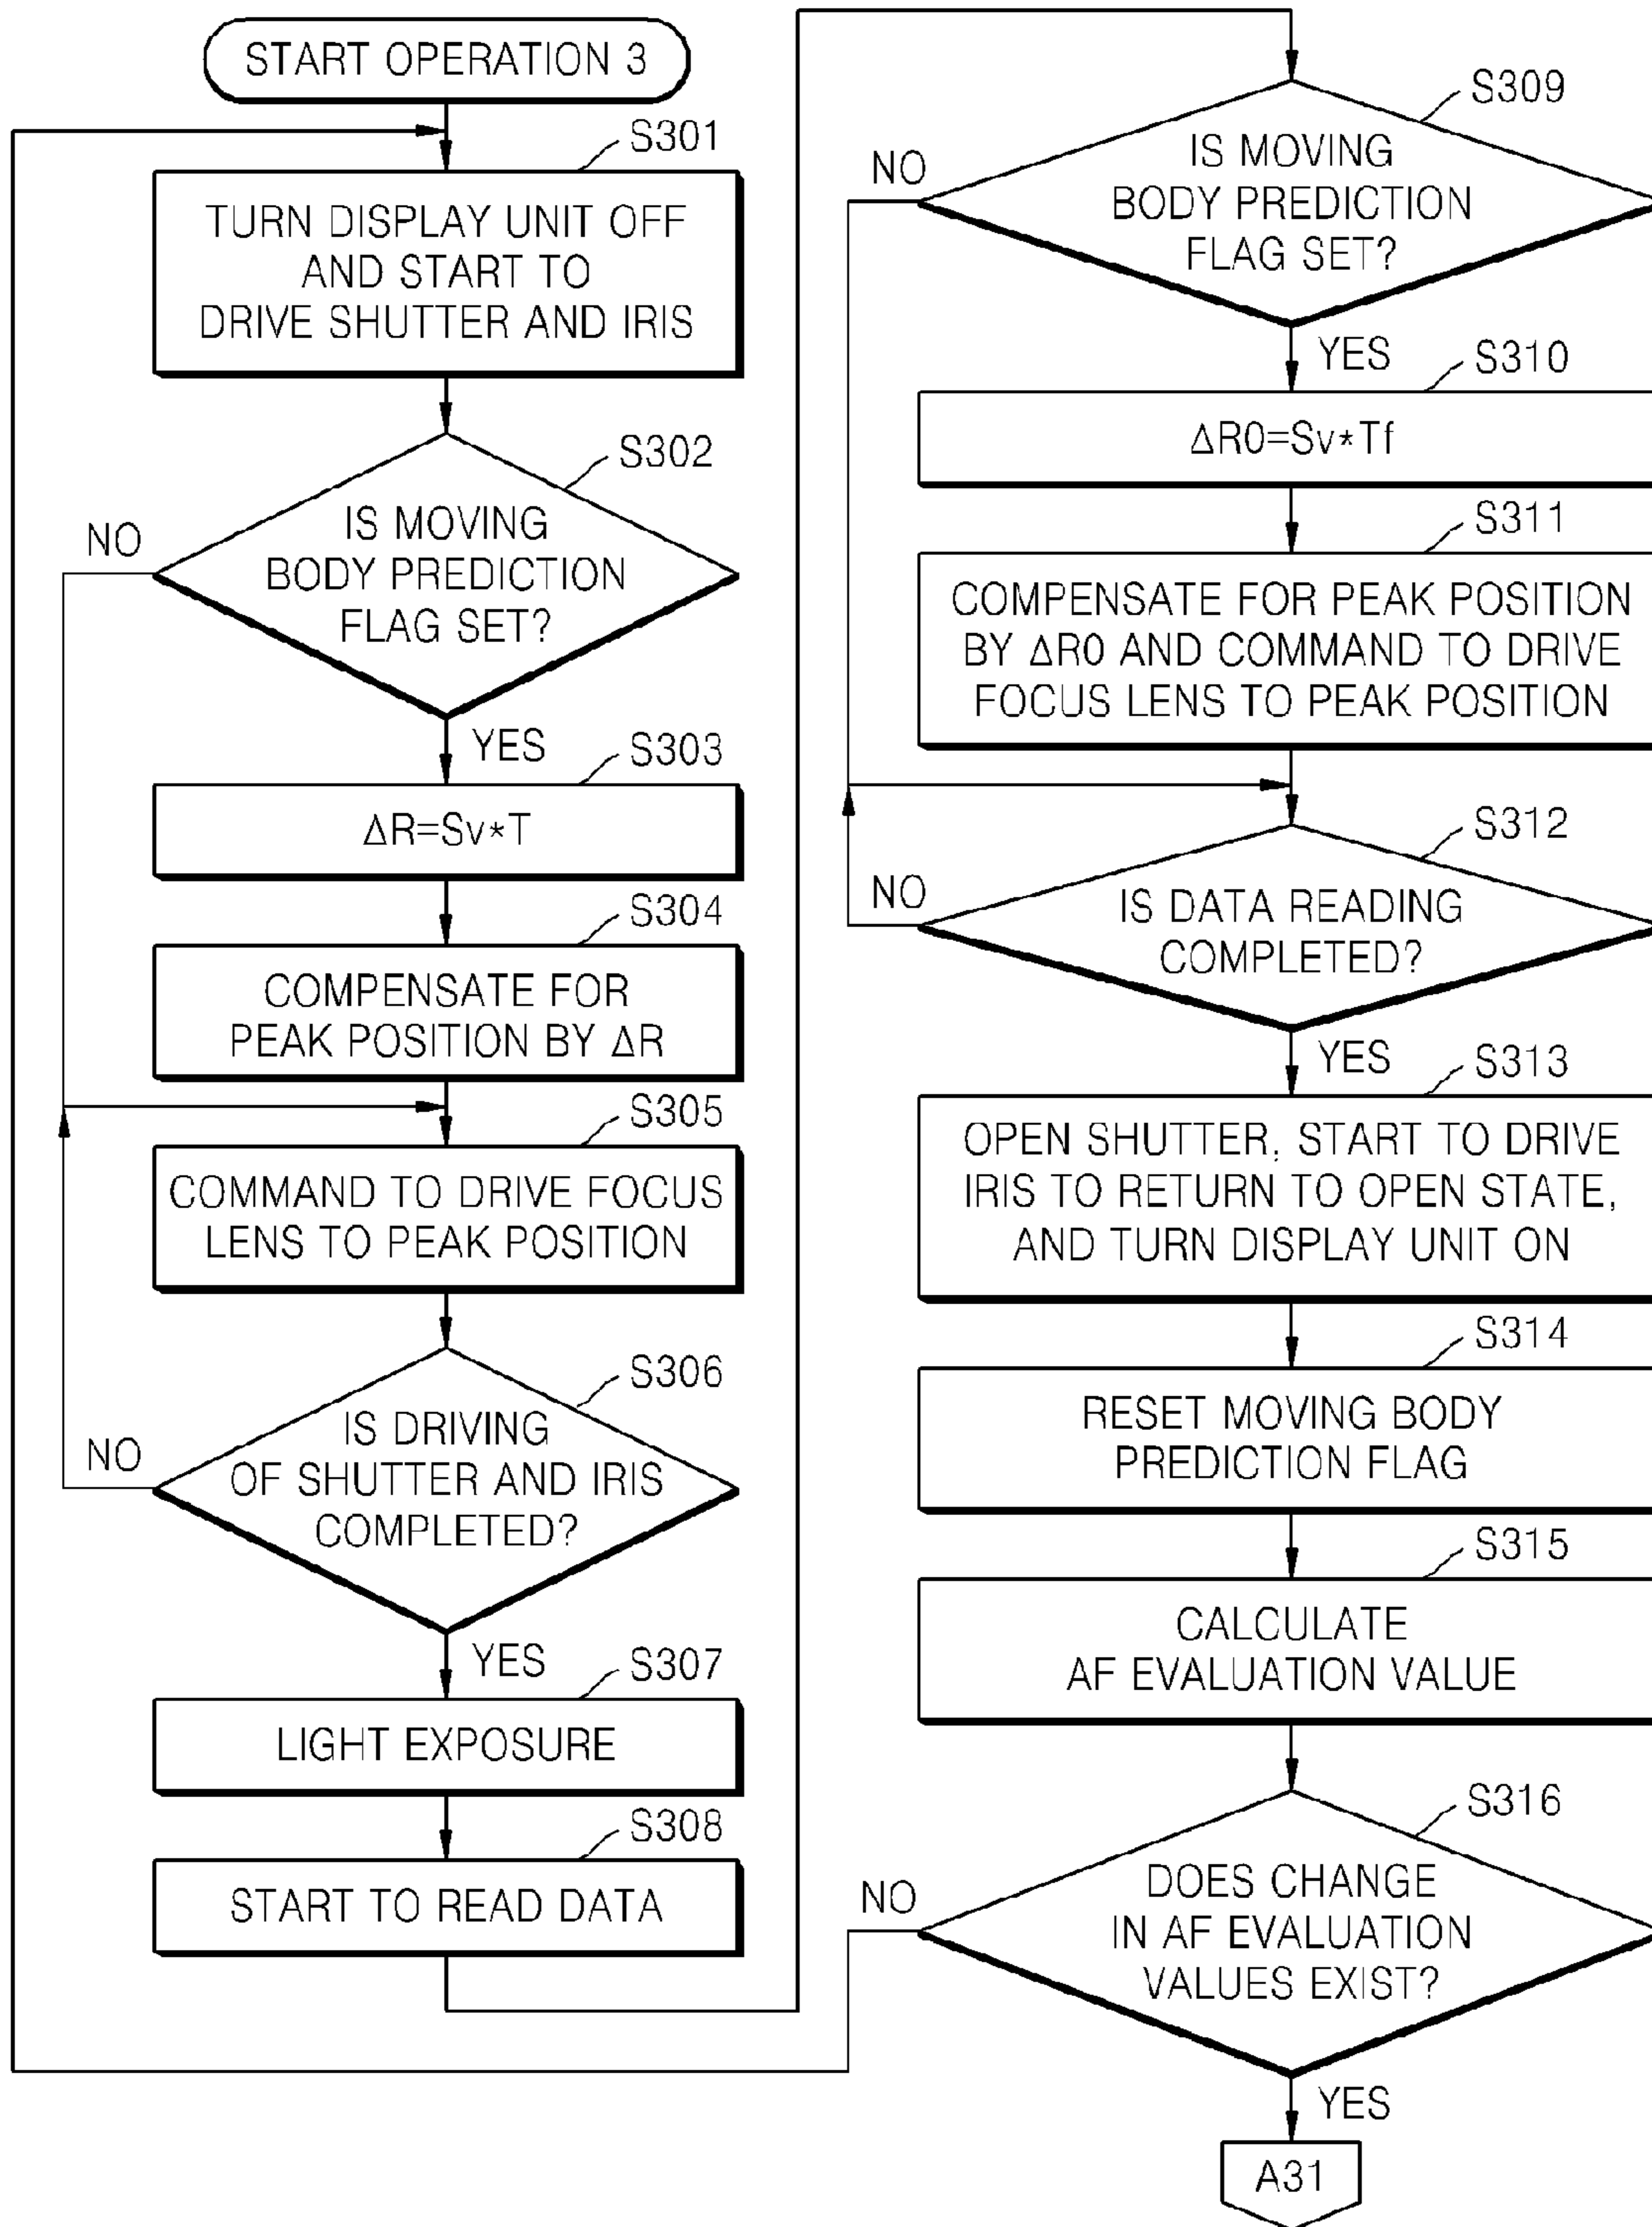 START OPERATION 3
S301
TURN DISPLAY UNIT OFF
AND START TO
DRIVE SHUTTER AND IRIS
S302
IS MOVING
BODY PREDICTION
FLAG SET?
NO
YES
S303
ΔR=Sv*T
S304
COMPENSATE FOR
PEAK POSITION BY ΔR
S305
COMMAND TO DRIVE FOCUS
LENS TO PEAK POSITION
S306
IS DRIVING
OF SHUTTER AND IRIS
COMPLETED?
NO
YES
S307
LIGHT EXPOSURE
S308
START TO READ DATA
S309
IS MOVING
BODY PREDICTION
FLAG SET?
NO
YES
S310
ΔR0=Sv*Tf
S311
COMPENSATE FOR PEAK POSITION
BY ΔR0 AND COMMAND TO DRIVE
FOCUS LENS TO PEAK POSITION
S312
IS DATA READING
COMPLETED?
NO
YES
S313
OPEN SHUTTER, START TO DRIVE
IRIS TO RETURN TO OPEN STATE,
AND TURN DISPLAY UNIT ON
S314
RESET MOVING BODY
PREDICTION FLAG
S315
CALCULATE
AF EVALUATION VALUE
S316
DOES CHANGE
IN AF EVALUATION
VALUES EXIST?
NO
YES
A31